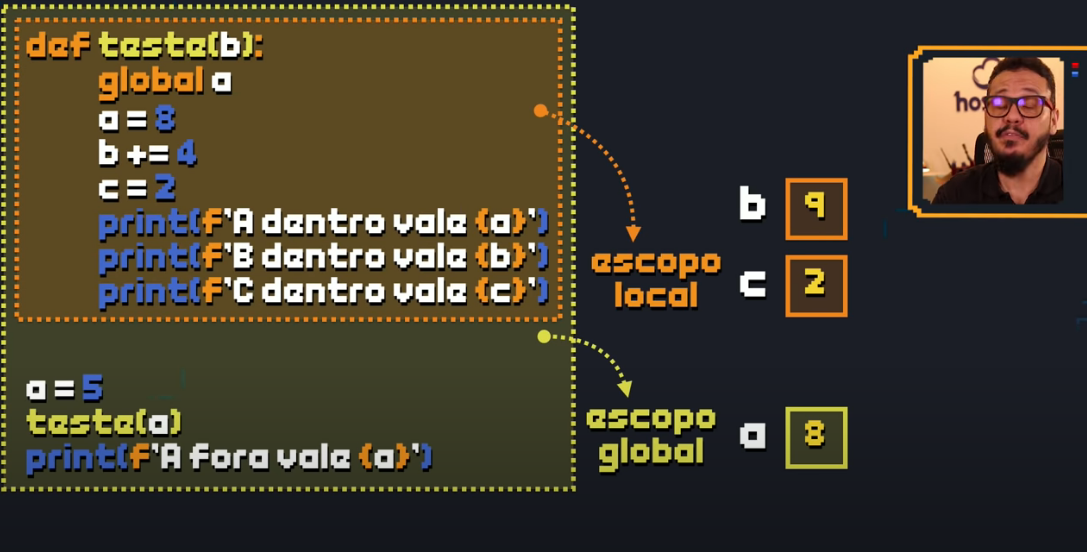 def teste(b):
global a
a = 8
b += 4
c = 2
print(f'A dentro vale {a}')
print(f'B dentro vale {b}')
print(f'C dentro vale {c}')
a = 5
teste(a)
print(f'A fora vale {a}')
escopo
local
b 9
c 2
escopo
global
a 8
hos